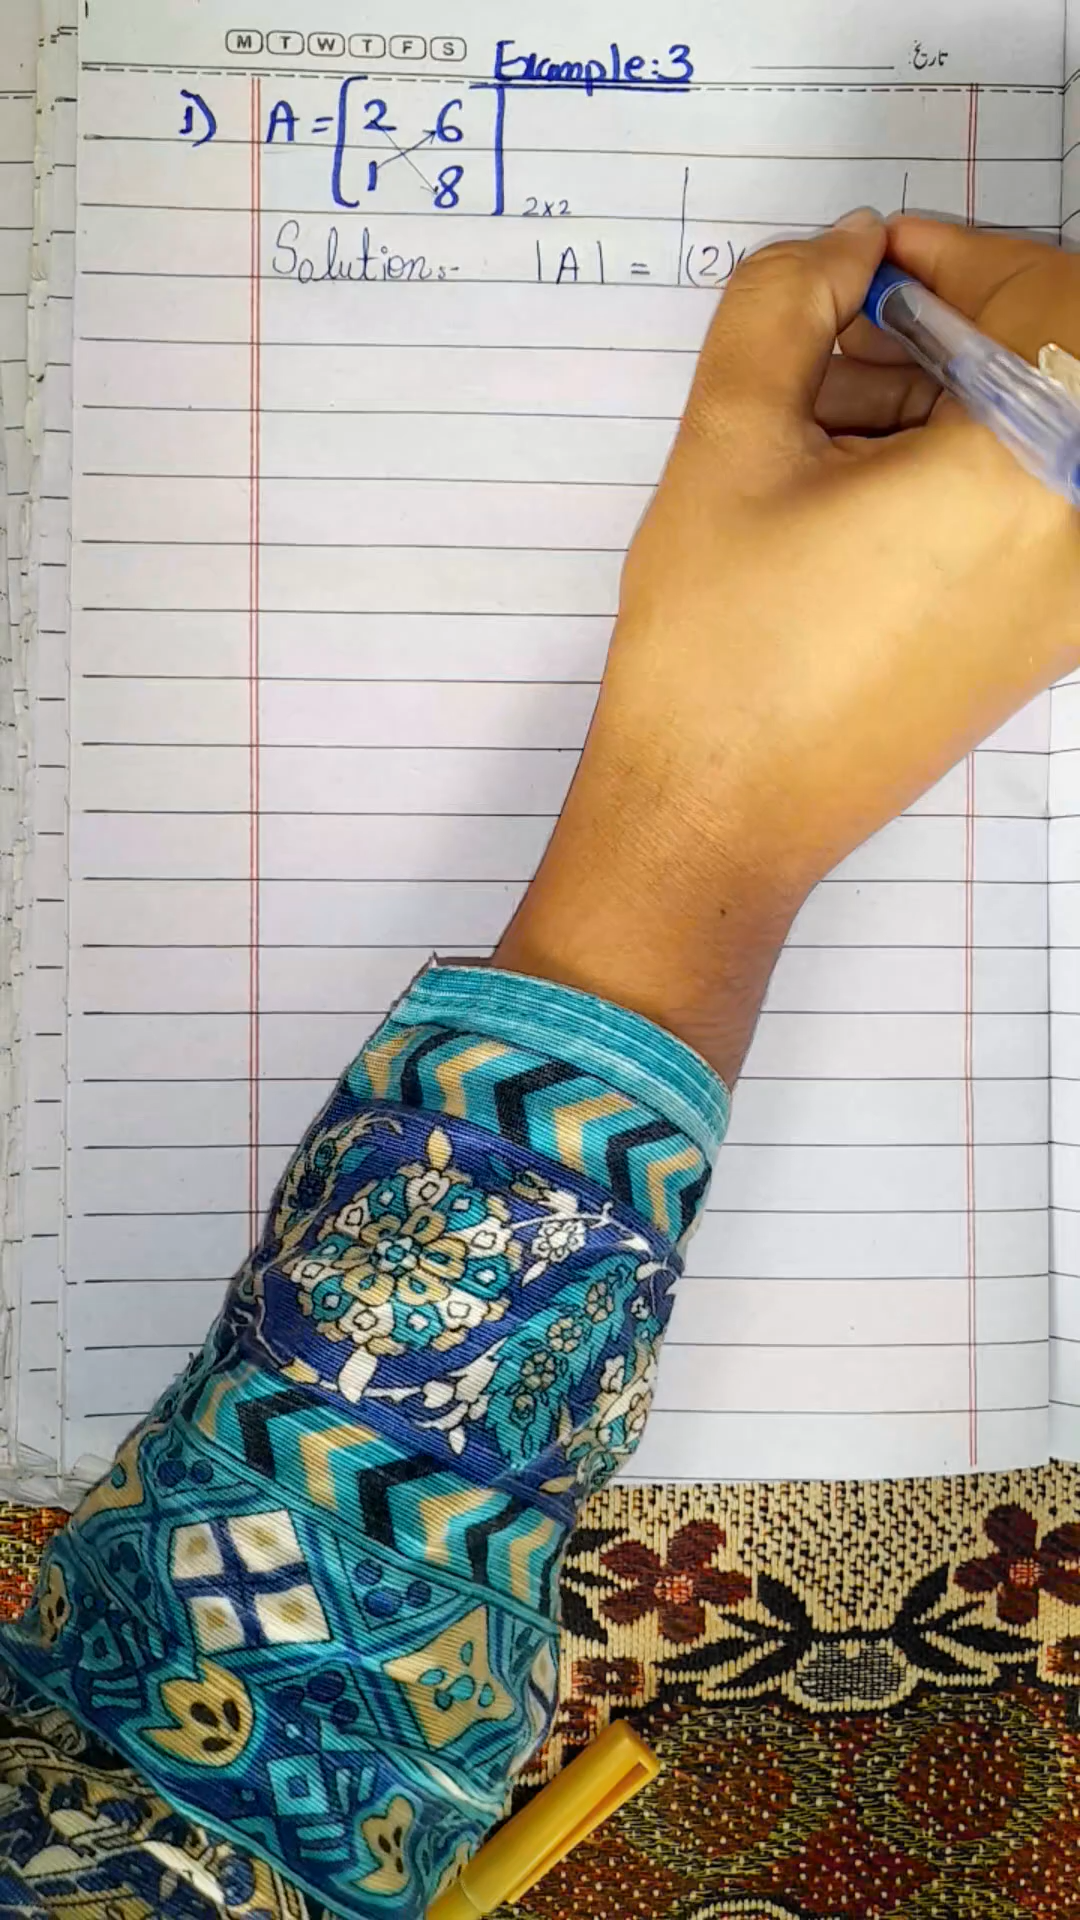 M T W T F S
Example:3 تاریخ:
1) A = [2 6
1 8] 2x2
Solution:- |A| = |(2)(